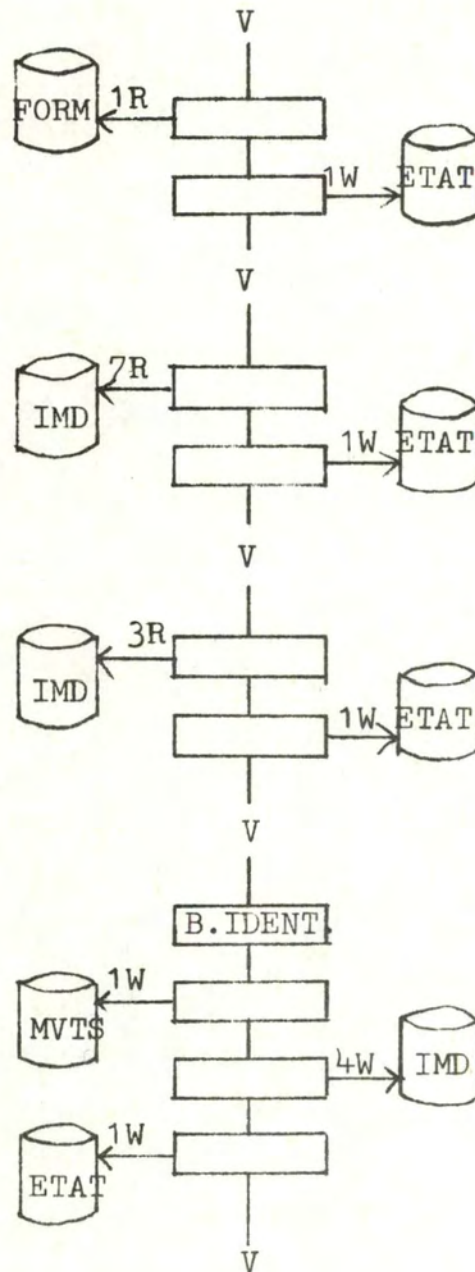 V
FORM 1R
1W ETAT
V
7R
IMD
1W ETAT
V
3R
IMD
1W ETAT
V
B.IDENT.
1W
MVTS
4W IMD
1W
ETAT
V